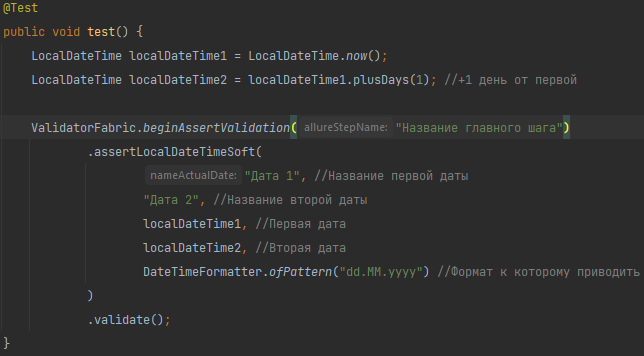 @Test
public void test() {
LocalDateTime localDateTime1 = LocalDateTime.now();
LocalDateTime localDateTime2 = localDateTime1.plusDays(1); //+1 день от первой
ValidatorFabric.beginAssertValidation( allureStepName: "Название главного шага")
.assertLocalDateTimeSoft(
nameActualDate: "Дата 1", //Название первой даты
"Дата 2", //Название второй даты
localDateTime1, //Первая дата
localDateTime2, //Вторая дата
DateTimeFormatter.ofPattern("dd.MM.yyyy") //Формат к которому приводить
)
.validate();
}